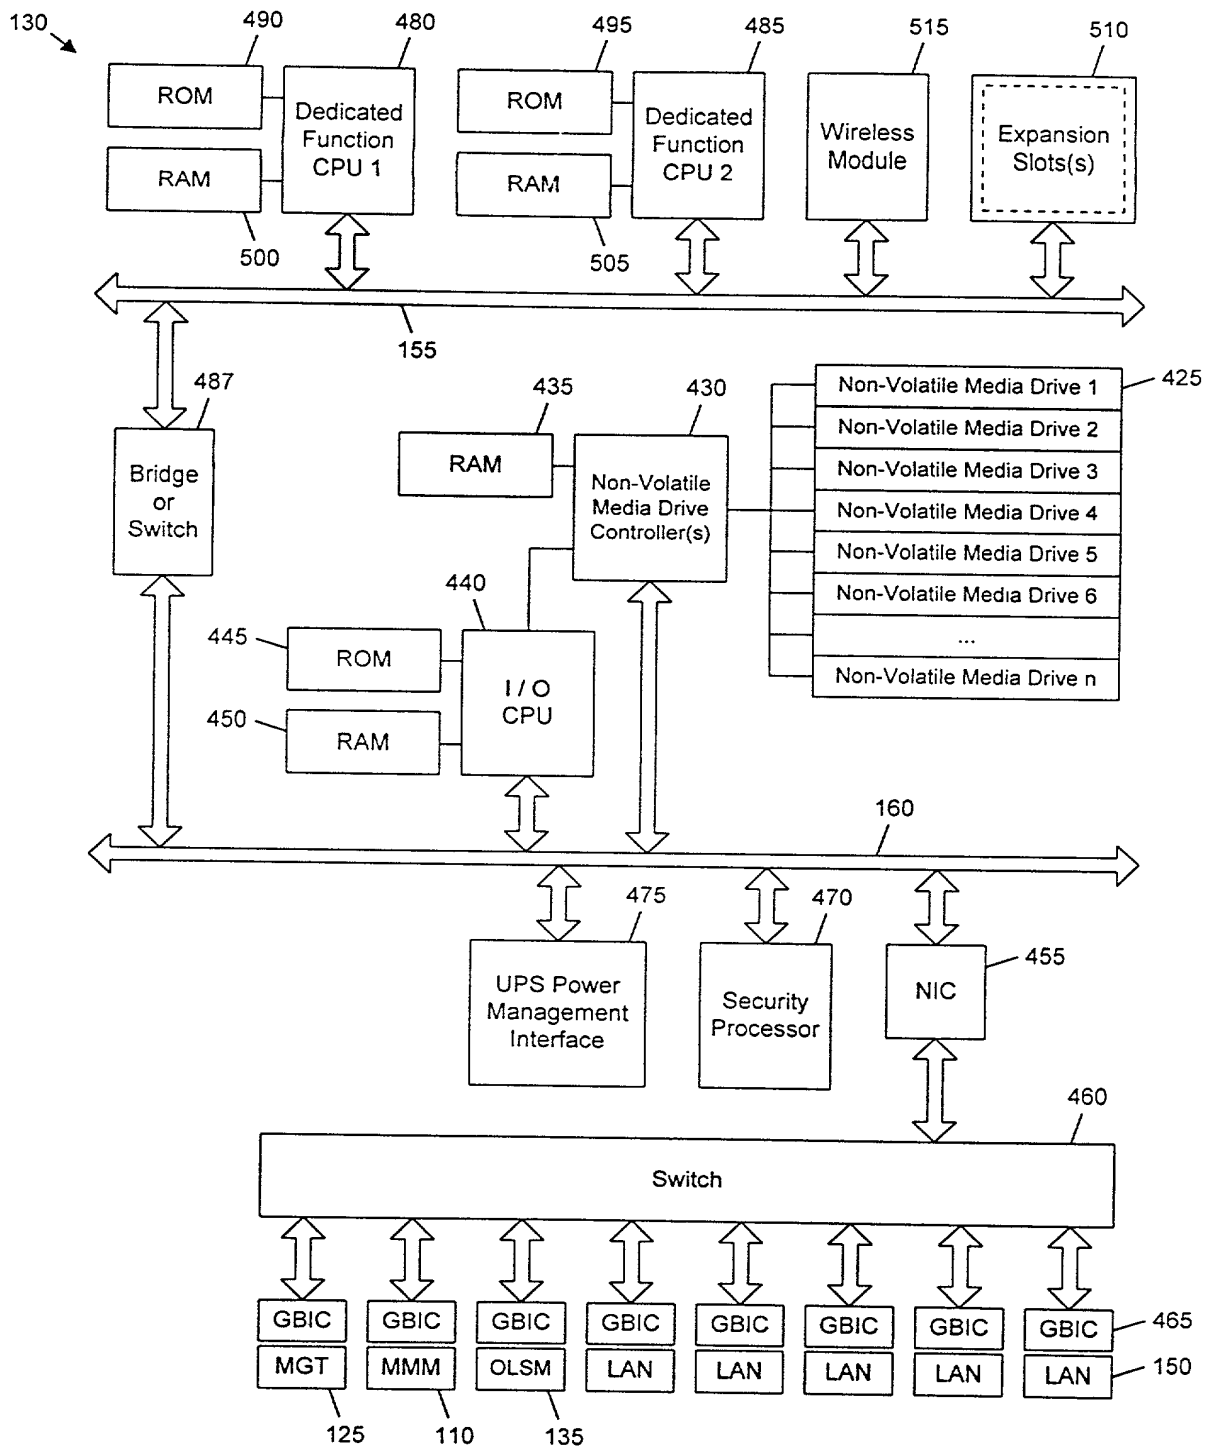 130
490
480
495
485
515
510
ROM
Dedicated
Function
CPU 1
RAM
500
ROM
Dedicated
Function
CPU 2
RAM
505
Wireless
Module
Expansion
Slots(s)
155
487
Bridge
or
Switch
435
RAM
430
Non-Volatile
Media Drive
Controller(s)
Non-Volatile Media Drive 1
425
Non-Volatile Media Drive 2
Non-Volatile Media Drive 3
Non-Volatile Media Drive 4
Non-Volatile Media Drive 5
Non-Volatile Media Drive 6
...
Non-Volatile Media Drive n
440
445
ROM
I / O
CPU
450
RAM
160
475
UPS Power
Management
Interface
470
Security
Processor
455
NIC
460
Switch
GBIC
GBIC
GBIC
GBIC
GBIC
GBIC
GBIC
GBIC
465
MGT
MMM
OLSM
LAN
LAN
LAN
LAN
LAN
150
125
110
135